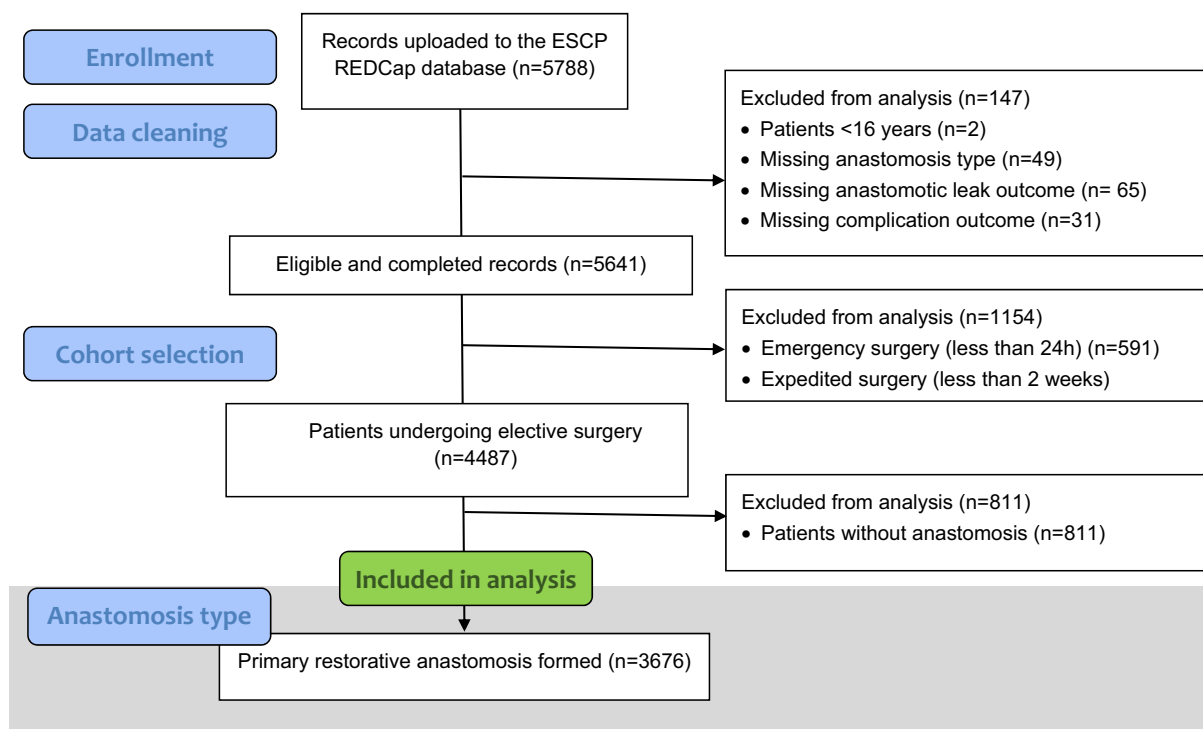 Enrollment
Records uploaded to the ESCP
REDCap database (n=5788)
Data cleaning
Excluded from analysis (n=147)
• Patients <16 years (n=2)
• Missing anastomosis type (n=49)
• Missing anastomotic leak outcome (n= 65)
• Missing complication outcome (n=31)
Eligible and completed records (n=5641)
Cohort selection
Excluded from analysis (n=1154)
• Emergency surgery (less than 24h) (n=591)
• Expedited surgery (less than 2 weeks)
Patients undergoing elective surgery
(n=4487)
Excluded from analysis (n=811)
• Patients without anastomosis (n=811)
Included in analysis
Anastomosis type
Primary restorative anastomosis formed (n=3676)